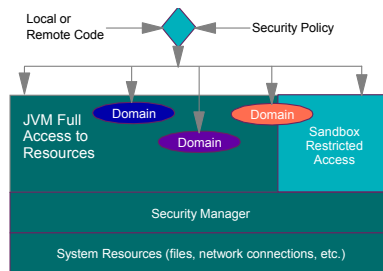 Local or
Remote Code
Security Policy
JVM Full
Access to
Resources
Domain
Domain
Domain
Sandbox
Restricted
Access
Security Manager
System Resources (files, network connections, etc.)